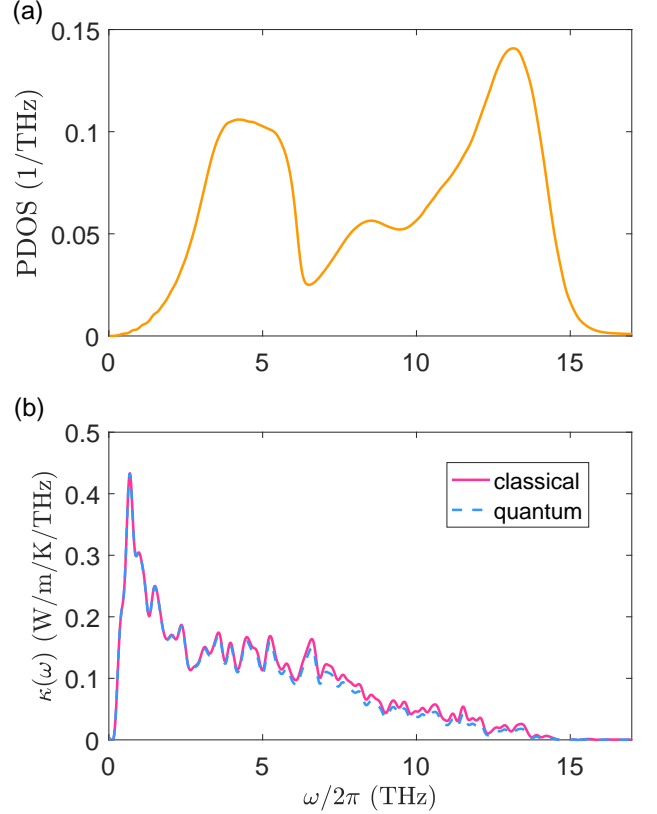 (a)
0.15
0.1
0.05
0
PDOS (1/THz)
0 5 10 15
(b)
0.5
0.4
0.3
0.2
0.1
0
κ(ω) (W/m/K/THz)
classical
quantum
0 5 10 15
ω/2π (THz)